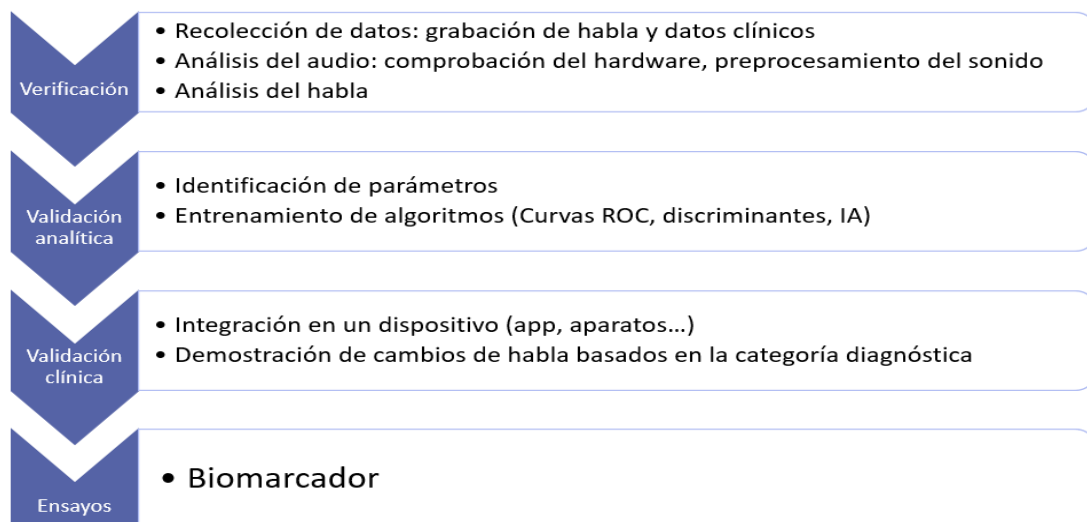 Verificación
• Recolección de datos: grabación de habla y datos clínicos
• Análisis del audio: comprobación del hardware, preprocesamiento del sonido
• Análisis del habla
Validación
analítica
• Identificación de parámetros
• Entrenamiento de algoritmos (Curvas ROC, discriminantes, IA)
Validación
clínica
• Integración en un dispositivo (app, aparatos...)
• Demostración de cambios de habla basados en la categoría diagnóstica
Ensayos
• Biomarcador